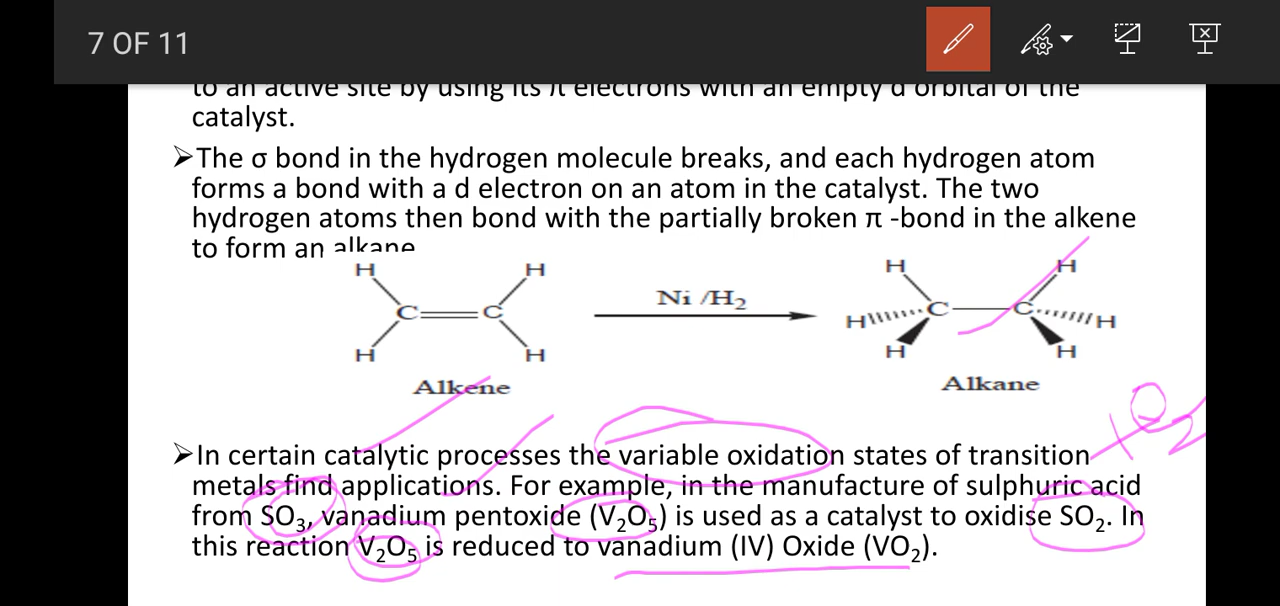 7 OF 11
to an active site by using its π electrons with an empty d orbital of the
catalyst.
➢The σ bond in the hydrogen molecule breaks, and each hydrogen atom
forms a bond with a d electron on an atom in the catalyst. The two
hydrogen atoms then bond with the partially broken π -bond in the alkene
to form an alkane
H H H H
C C Ni /H₂ H C C H
H H H H
Alkene Alkane
+O₂
➢In certain catalytic processes the variable oxidation states of transition
metals find applications. For example, in the manufacture of sulphuric acid
from SO₃, vanadium pentoxide (V₂O₅) is used as a catalyst to oxidise SO₂. In
this reaction V₂O₅ is reduced to vanadium (IV) Oxide (VO₂).